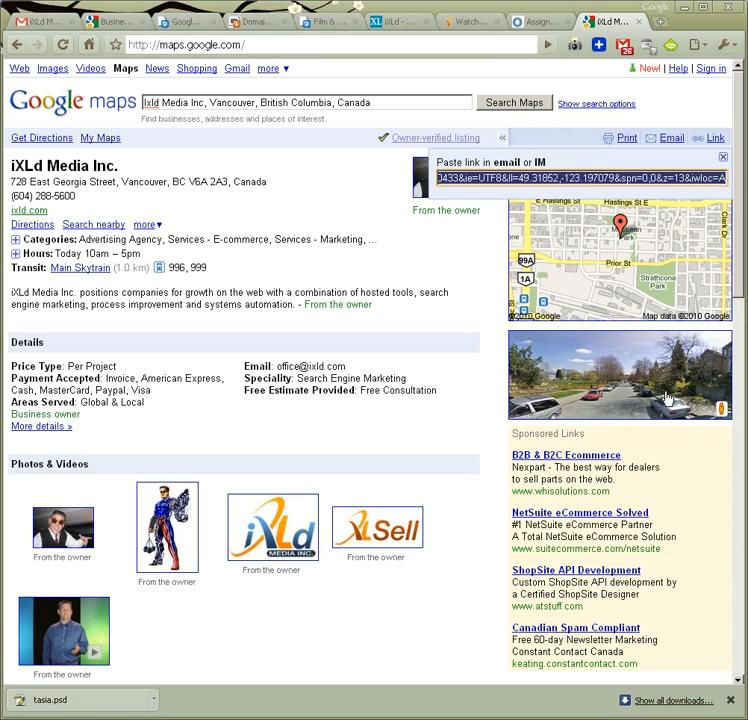 Google
iXLd M
Busine
Googl
Domai
Film &
iXLd -
Watch
Assign
iXLd M
http://maps.google.com/
26
Web Images Videos Maps News Shopping Gmail more ▼
New! | Help | Sign in
Google maps
Ixld Media Inc, Vancouver, British Columbia, Canada
Search Maps
Show search options
Find businesses, addresses and places of interest.
Get Directions My Maps
Owner-verified listing
«
Print Email Link
Paste link in email or IM
0433&ie=UTF8&ll=49.31852,-123.197079&spn=0,0&z=13&iwloc=A
iXLd Media Inc.
728 East Georgia Street, Vancouver, BC V6A 2A3, Canada
(604) 288-5600
ixld.com
From the owner
Directions Search nearby more▼
Categories: Advertising Agency, Services - E-commerce, Services - Marketing, ...
Hours: Today 10am – 5pm
Transit: Main Skytrain (1.0 km) 996, 999
iXLd Media Inc. positions companies for growth on the web with a combination of hosted tools, search
engine marketing, process improvement and systems automation. - From the owner
E Hastings St
Hastings St E
McLean
Park
Clark Dr
99A
Prior St
1A
Strathcona
Park
©2010 Google
Map data ©2010 Google
Details
Price Type: Per Project
Payment Accepted: Invoice, American Express,
Cash, MasterCard, Paypal, Visa
Areas Served: Global & Local
Business owner
More details »
Email: office@ixld.com
Speciality: Search Engine Marketing
Free Estimate Provided: Free Consultation
Photos & Videos
From the owner
From the owner
iXLd
MEDIA INC.
From the owner
iXLSell
From the owner
From the owner
Sponsored Links
B2B & B2C Ecommerce
Nexpart - The best way for dealers
to sell parts on the web.
www.whisolutions.com
NetSuite eCommerce Solved
#1 NetSuite eCommerce Partner
A Total NetSuite eCommerce Solution
www.suitecommerce.com/netsuite
ShopSite API Development
Custom ShopSite API development by
a Certified ShopSite Designer
www.atstuff.com
Canadian Spam Compliant
Free 60-day Newsletter Marketing
Constant Contact Canada
keating.constantcontact.com
tasia.psd
Show all downloads...